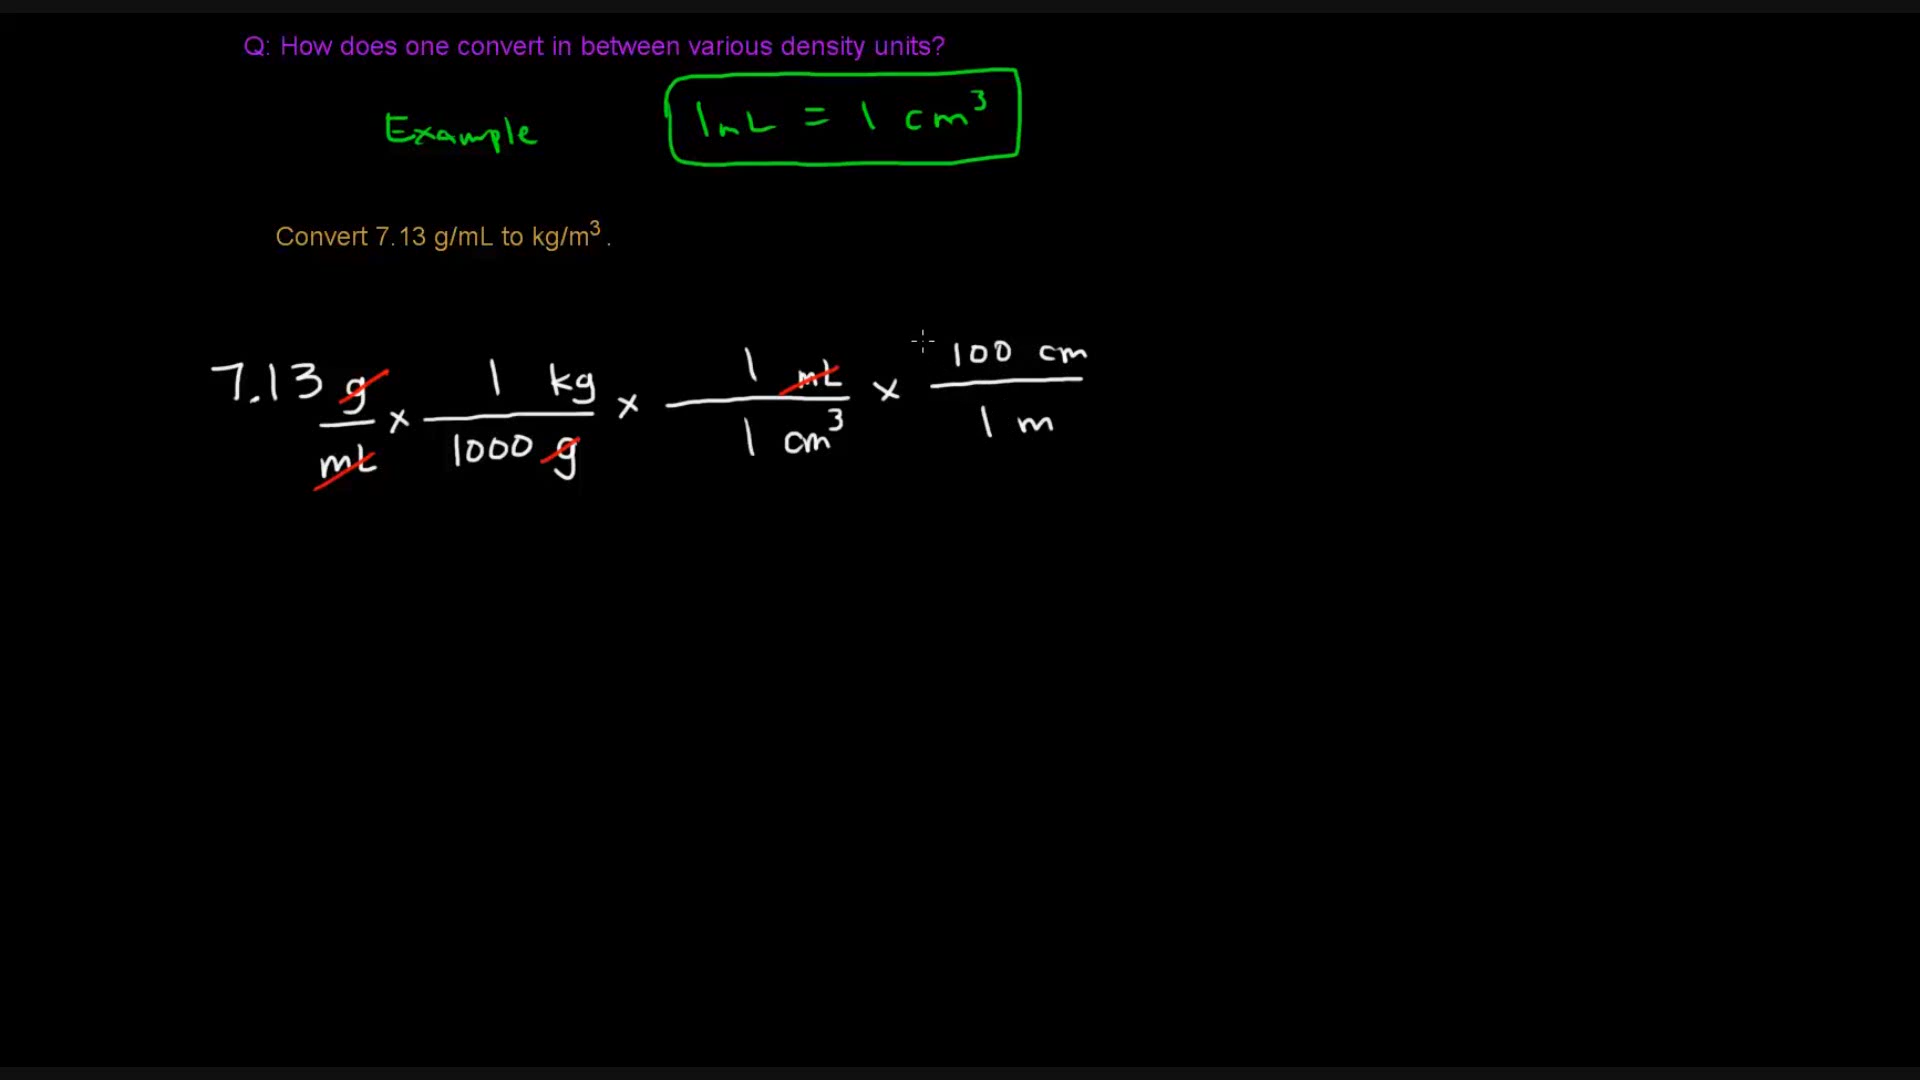 Q: How does one convert in between various density units?
Example
1mL = 1 cm³
Convert 7.13 g/mL to kg/m³.
7.13 g/mL × 1 kg/1000 g × 1 mL/1 cm³ × 100 cm/1 m